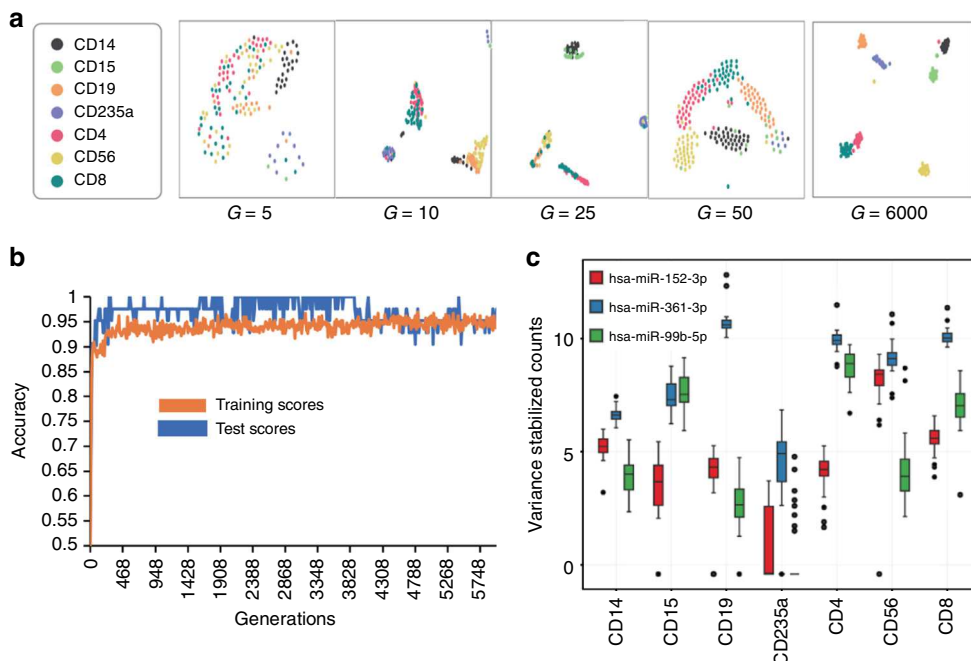 a
CD14
CD15
CD19
CD235a
CD4
CD56
CD8
G = 5
G = 10
G = 25
G = 50
G = 6000
b
Accuracy
1
0.95
0.9
0.85
0.8
0.75
0.7
0.65
0.6
0.55
0.5
Training scores
Test scores
0
468
948
1428
1908
2388
2868
3348
3828
4308
4788
5268
5748
Generations
c
Variance stabilized counts
hsa-miR-152-3p
hsa-miR-361-3p
hsa-miR-99b-5p
10
5
0
CD14
CD15
CD19
CD235a
CD4
CD56
CD8